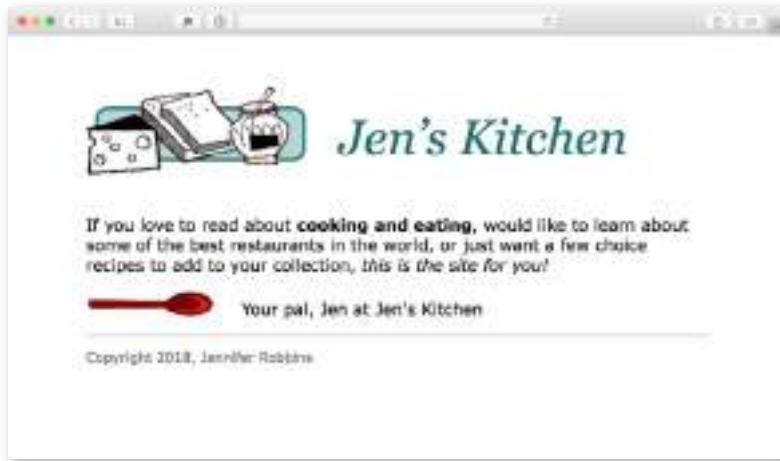 Jen's Kitchen
If you love to read about cooking and eating, would like to learn about
some of the best restaurants in the world, or just want a few choice
recipes to add to your collection, this is the site for you!
Your pal, Jen at Jen's Kitchen
Copyright 2018, Jennifer Robbins